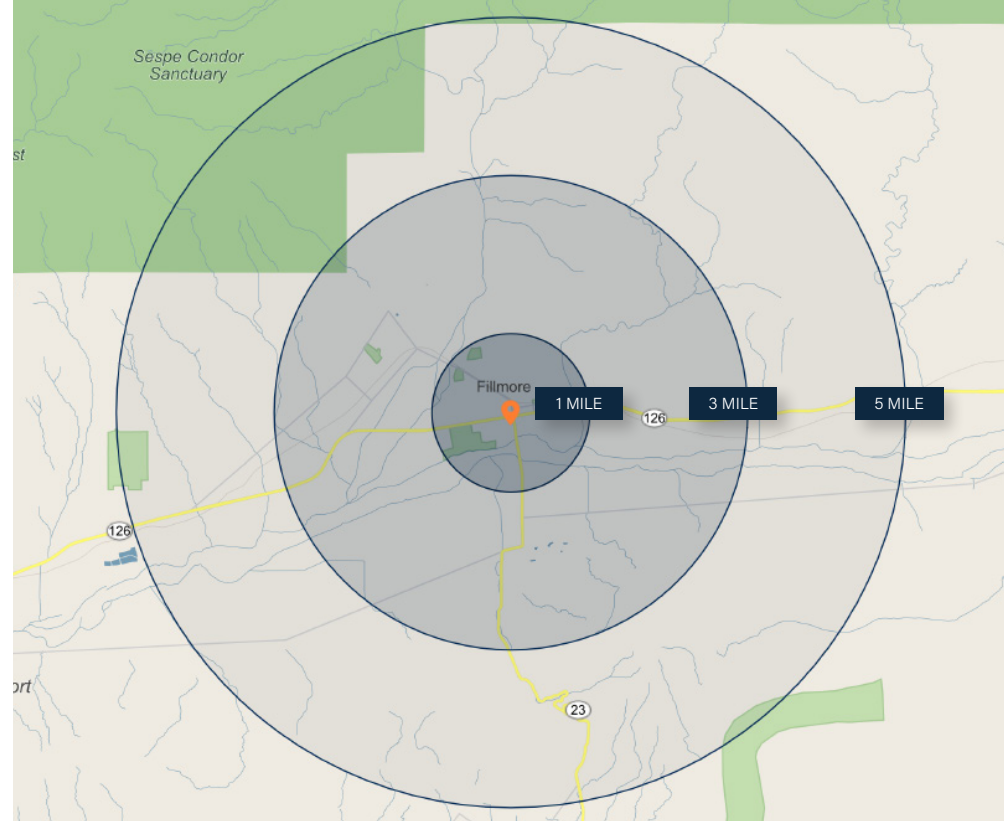 Sespe Condor
Sanctuary
st
Fillmore
1 MILE
3 MILE
5 MILE
126
126
ort
23